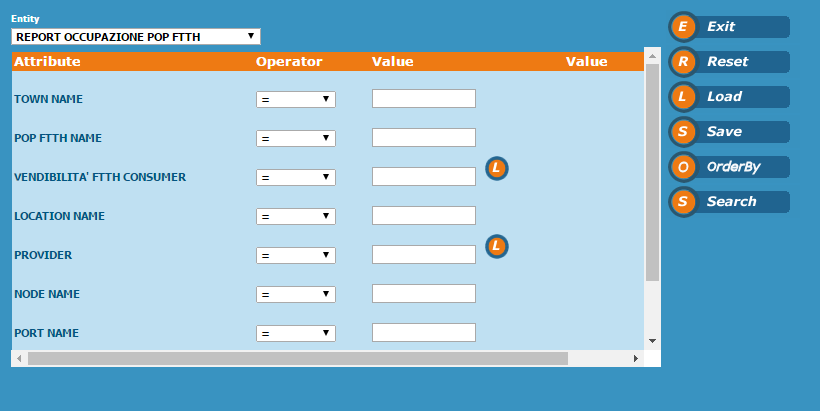 Entity
REPORT OCCUPAZIONE POP FTTH
Attribute Operator Value Value
TOWN NAME =
POP FTTH NAME =
VENDIBILITA' FTTH CONSUMER = L
LOCATION NAME =
PROVIDER = L
NODE NAME =
PORT NAME =
E Exit
R Reset
L Load
S Save
O OrderBy
S Search